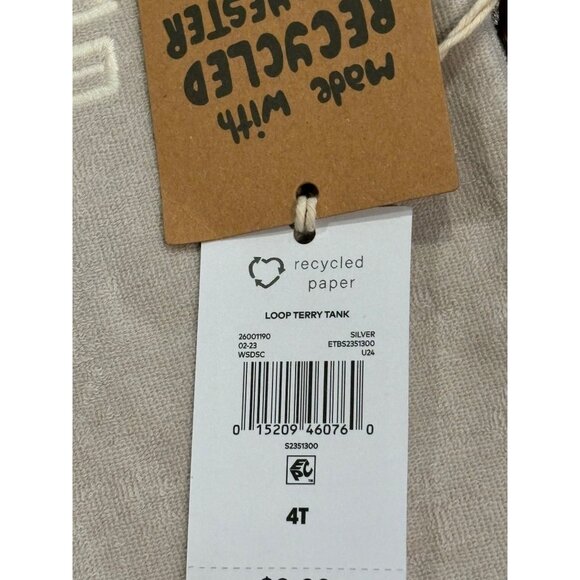 made with
RECYCLED
recycled
paper
LOOP TERRY TANK
26001190 SILVER
02-23 ETBS2351300
WSDSC U24
0 15209 46076 0
S2351300
EPC
4T